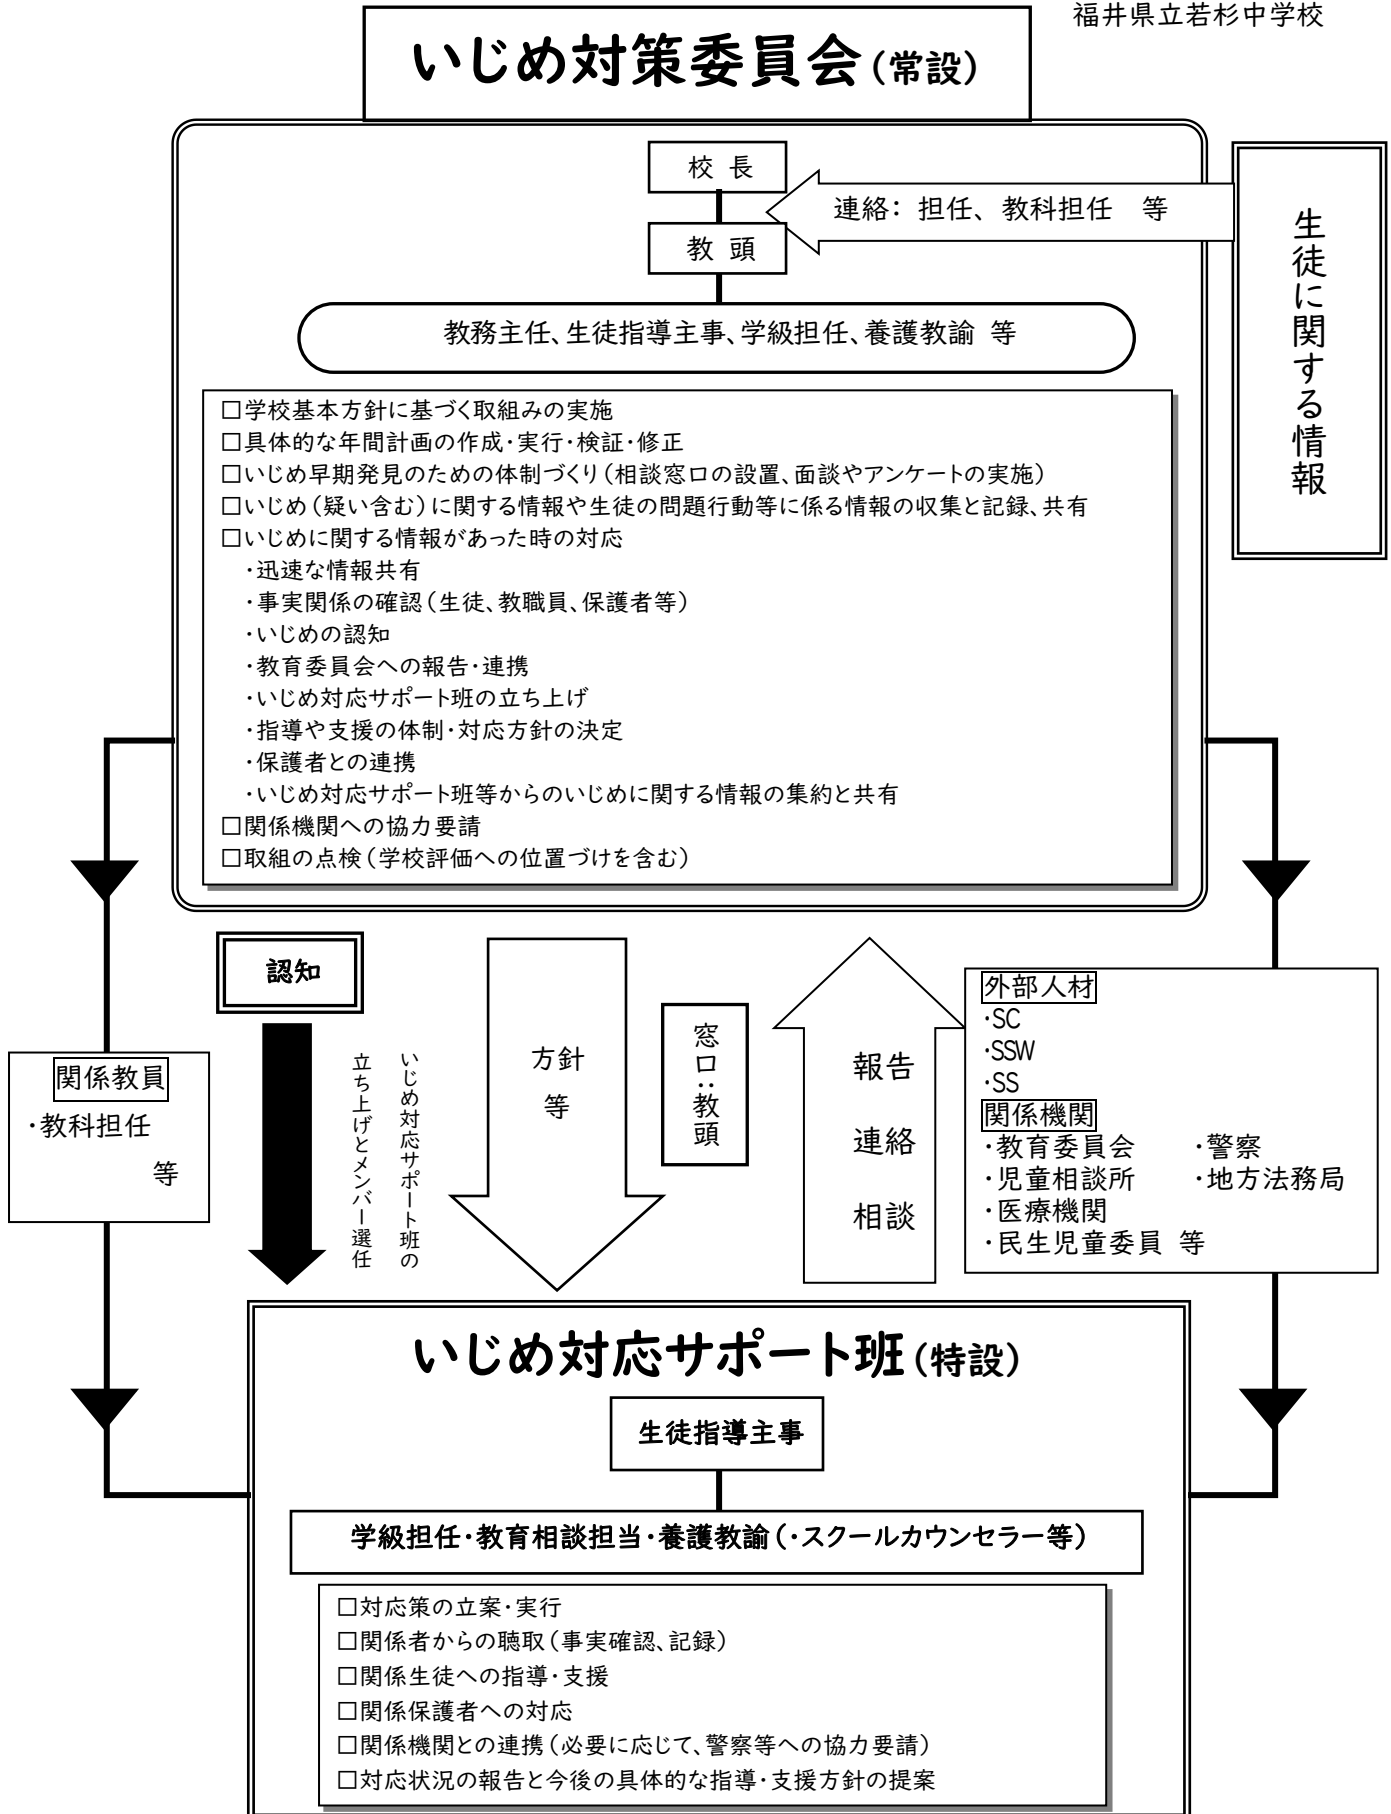 福井県立若杉中学校
いじめ対策委員会（常設）
校 長
連絡： 担任、 教科担任　等
教 頭
教務主任、生徒指導主事、学級担任、養護教諭 等
生徒に関する情報
□学校基本方針に基づく取組みの実施
□具体的な年間計画の作成・実行・検証・修正
□いじめ早期発見のための体制づくり（相談窓口の設置、面談やアンケートの実施）
□いじめ（疑い含む）に関する情報や生徒の問題行動等に係る情報の収集と記録、共有
□いじめに関する情報があった時の対応
・迅速な情報共有
・事実関係の確認（生徒、教職員、保護者等）
・いじめの認知
・教育委員会への報告・連携
・いじめ対応サポート班の立ち上げ
・指導や支援の体制・対応方針の決定
・保護者との連携
・いじめ対応サポート班等からのいじめに関する情報の集約と共有
□関係機関への協力要請
□取組の点検（学校評価への位置づけを含む）
認知
関係教員
・教科担任
等
いじめ対応サポート班の
立ち上げとメンバー選任
方針
等
窓口：教頭
報告
連絡
相談
外部人材
・SC
・SSW
・SS
関係機関
・教育委員会　・警察
・児童相談所　・地方法務局
・医療機関
・民生児童委員 等
いじめ対応サポート班（特設）
生徒指導主事
学級担任・教育相談担当・養護教諭（・スクールカウンセラー等）
□対応策の立案・実行
□関係者からの聴取（事実確認、記録）
□関係生徒への指導・支援
□関係保護者への対応
□関係機関との連携（必要に応じて、警察等への協力要請）
□対応状況の報告と今後の具体的な指導・支援方針の提案